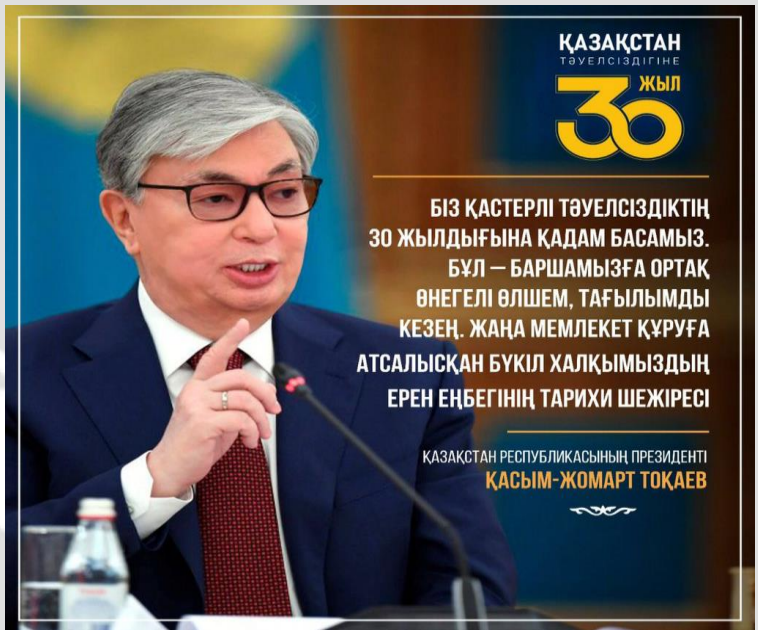 ҚАЗАҚСТАН
ТӘУЕЛСІЗДІГІНЕ
30 ЖЫЛ
БІЗ ҚАСТЕРЛІ ТӘУЕЛСІЗДІКТІҢ
30 ЖЫЛДЫҒЫНА ҚАДАМ БАСАМЫЗ.
БҰЛ – БАРШАМЫЗҒА ОРТАҚ
ӨНЕГЕЛІ ӨЛШЕМ, ТАҒЫЛЫМДЫ
КЕЗЕҢ. ЖАҢА МЕМЛЕКЕТ ҚҰРУҒА
АТСАЛЫСҚАН БҮКІЛ ХАЛҚЫМЫЗДЫҢ
ЕРЕН ЕҢБЕГІНІҢ ТАРИХИ ШЕЖІРЕСІ
ҚАЗАҚСТАН РЕСПУБЛИКАСЫНЫҢ ПРЕЗИДЕНТІ
ҚАСЫМ-ЖОМАРТ ТОҚАЕВ